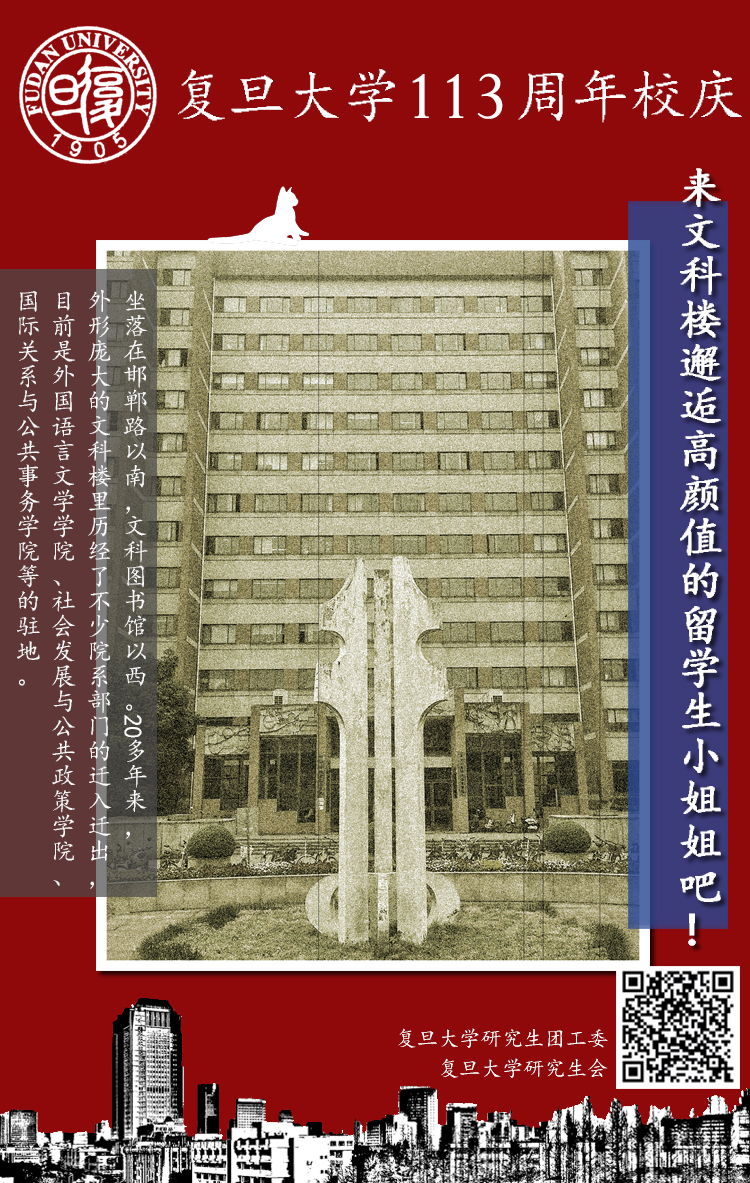 FUDAN UNIVERSITY
1905
复旦大学113周年校庆
来文科楼邂逅高颜值的留学生小姐姐吧！
坐落在邯郸路以南，文科图书馆以西。20多年来，
外形庞大的文科楼里历经了不少院系部门的迁入迁出，
目前是外国语言文学学院、社会发展与公共政策学院、
国际关系与公共事务学院等的驻地。
复旦大学研究生团工委
复旦大学研究生会